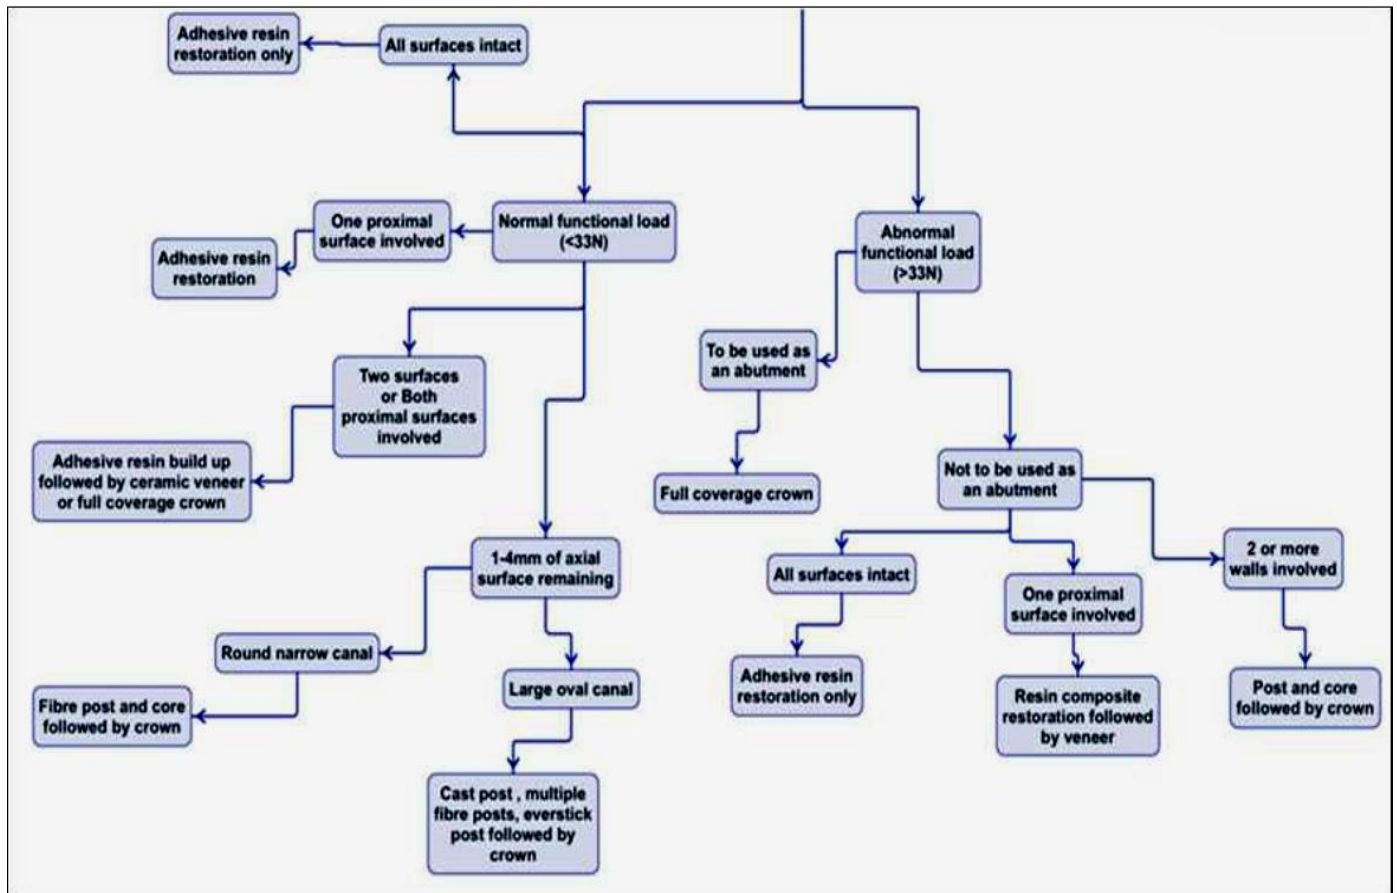 Adhesive resin
restoration only
All surfaces intact
One proximal
surface involved
Normal functional load
(<33N)
Abnormal
functional load
(>33N)
Adhesive resin
restoration
To be used as
an abutment
Two surfaces
or Both
proximal surfaces
involved
Adhesive resin build up
followed by ceramic veneer
or full coverage crown
Full coverage crown
Not to be used as
an abutment
1-4mm of axial
surface remaining
All surfaces intact
One proximal
surface involved
2 or more
walls involved
Round narrow canal
Large oval canal
Fibre post and core
followed by crown
Adhesive resin
restoration only
Resin composite
restoration followed
by veneer
Post and core
followed by crown
Cast post , multiple
fibre posts, everstick
post followed by
crown